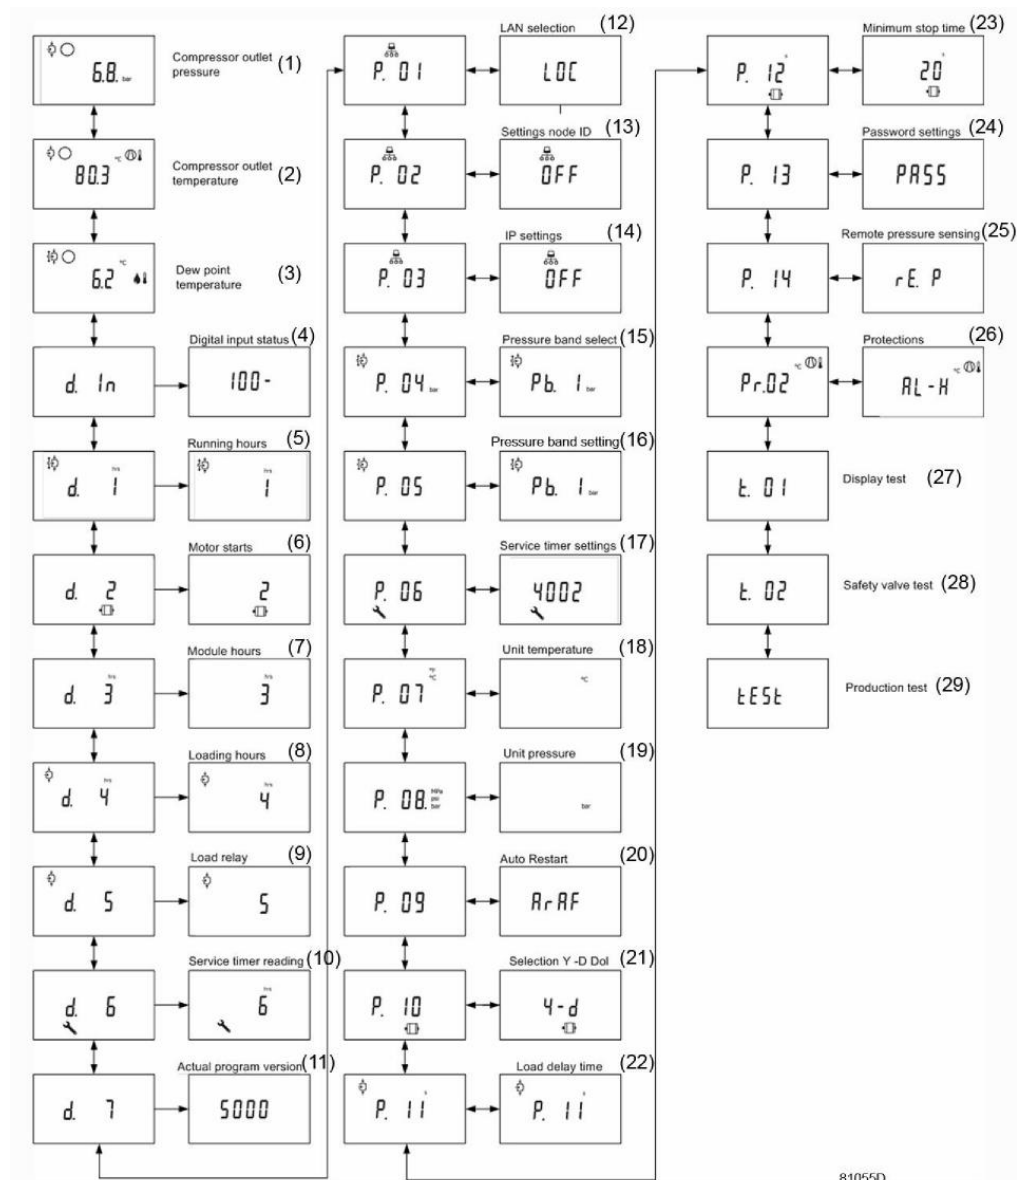 6.8. bar
Compressor outlet
pressure
(1)
°C
80.3
Compressor outlet
temperature
(2)
°C
6.2
Dew point
temperature
(3)
Digital input status (4)
d. In
100-
Running hours (5)
d. 1
hrs
1
hrs
Motor starts (6)
d. 2
2
Module hours (7)
d. 3
hrs
3
hrs
Loading hours (8)
d. 4
hrs
4
hrs
Load relay (9)
d. 5
5
Service timer reading (10)
d. 6
6
hrs
Actual program version (11)
d. 7
5000
LAN selection (12)
P. 01
LOC
Settings node ID (13)
P. 02
OFF
IP settings (14)
P. 03
OFF
Pressure band select (15)
P. 04 bar
Pb. 1 bar
Pressure band setting (16)
P. 05
Pb. 1 bar
Service timer settings (17)
P. 06
4002
Unit temperature (18)
P. 07
°F
°C
°C
Unit pressure (19)
P. 08.
MPa
psi
bar
bar
Auto Restart (20)
P. 09
ArAF
Selection Y -D Dol (21)
P. 10
Y-d
Load delay time (22)
P. 11
s
P. 11
s
Minimum stop time (23)
P. 12
s
20
s
Password settings (24)
P. 13
PASS
Remote pressure sensing (25)
P. 14
rE. P
Protections (26)
Pr.02
°C
AL-H
°C
t. 01
Display test (27)
t. 02
Safety valve test (28)
tESt
Production test (29)
81055D